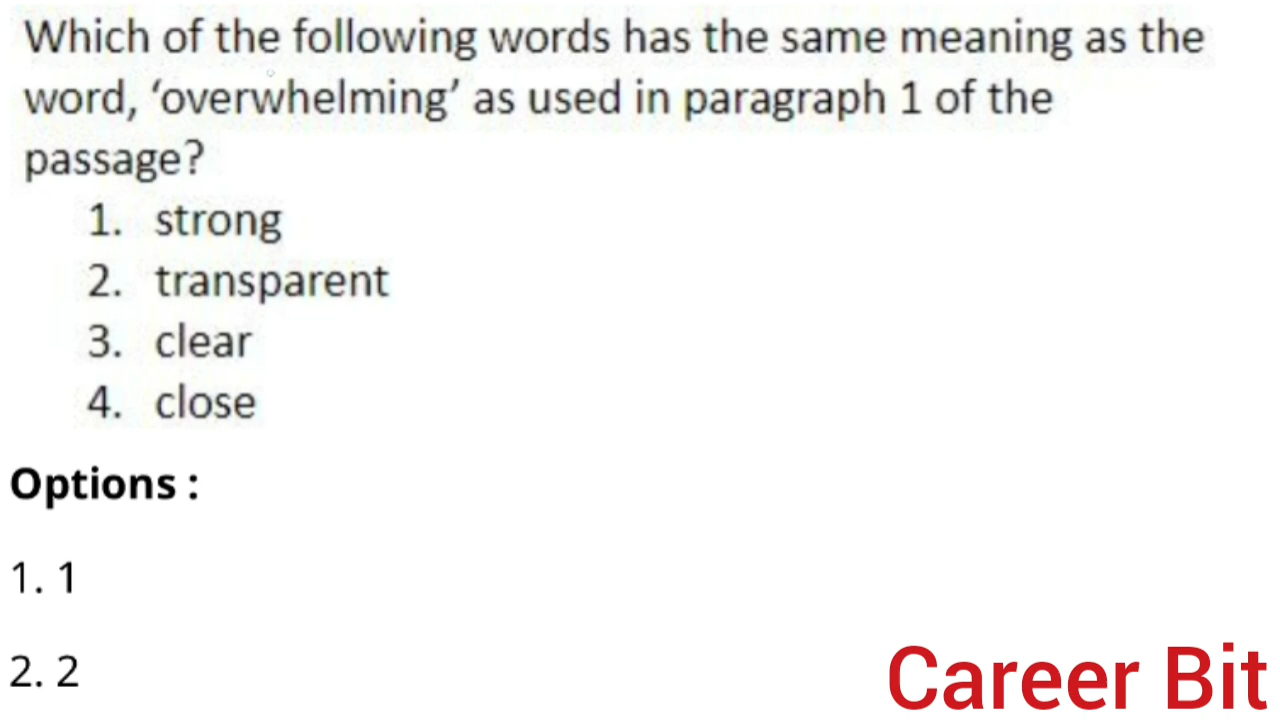 Which of the following words has the same meaning as the
word, ‘overwhelming’ as used in paragraph 1 of the
passage?
1. strong
2. transparent
3. clear
4. close
Options :
1. 1
2. 2
Career Bit